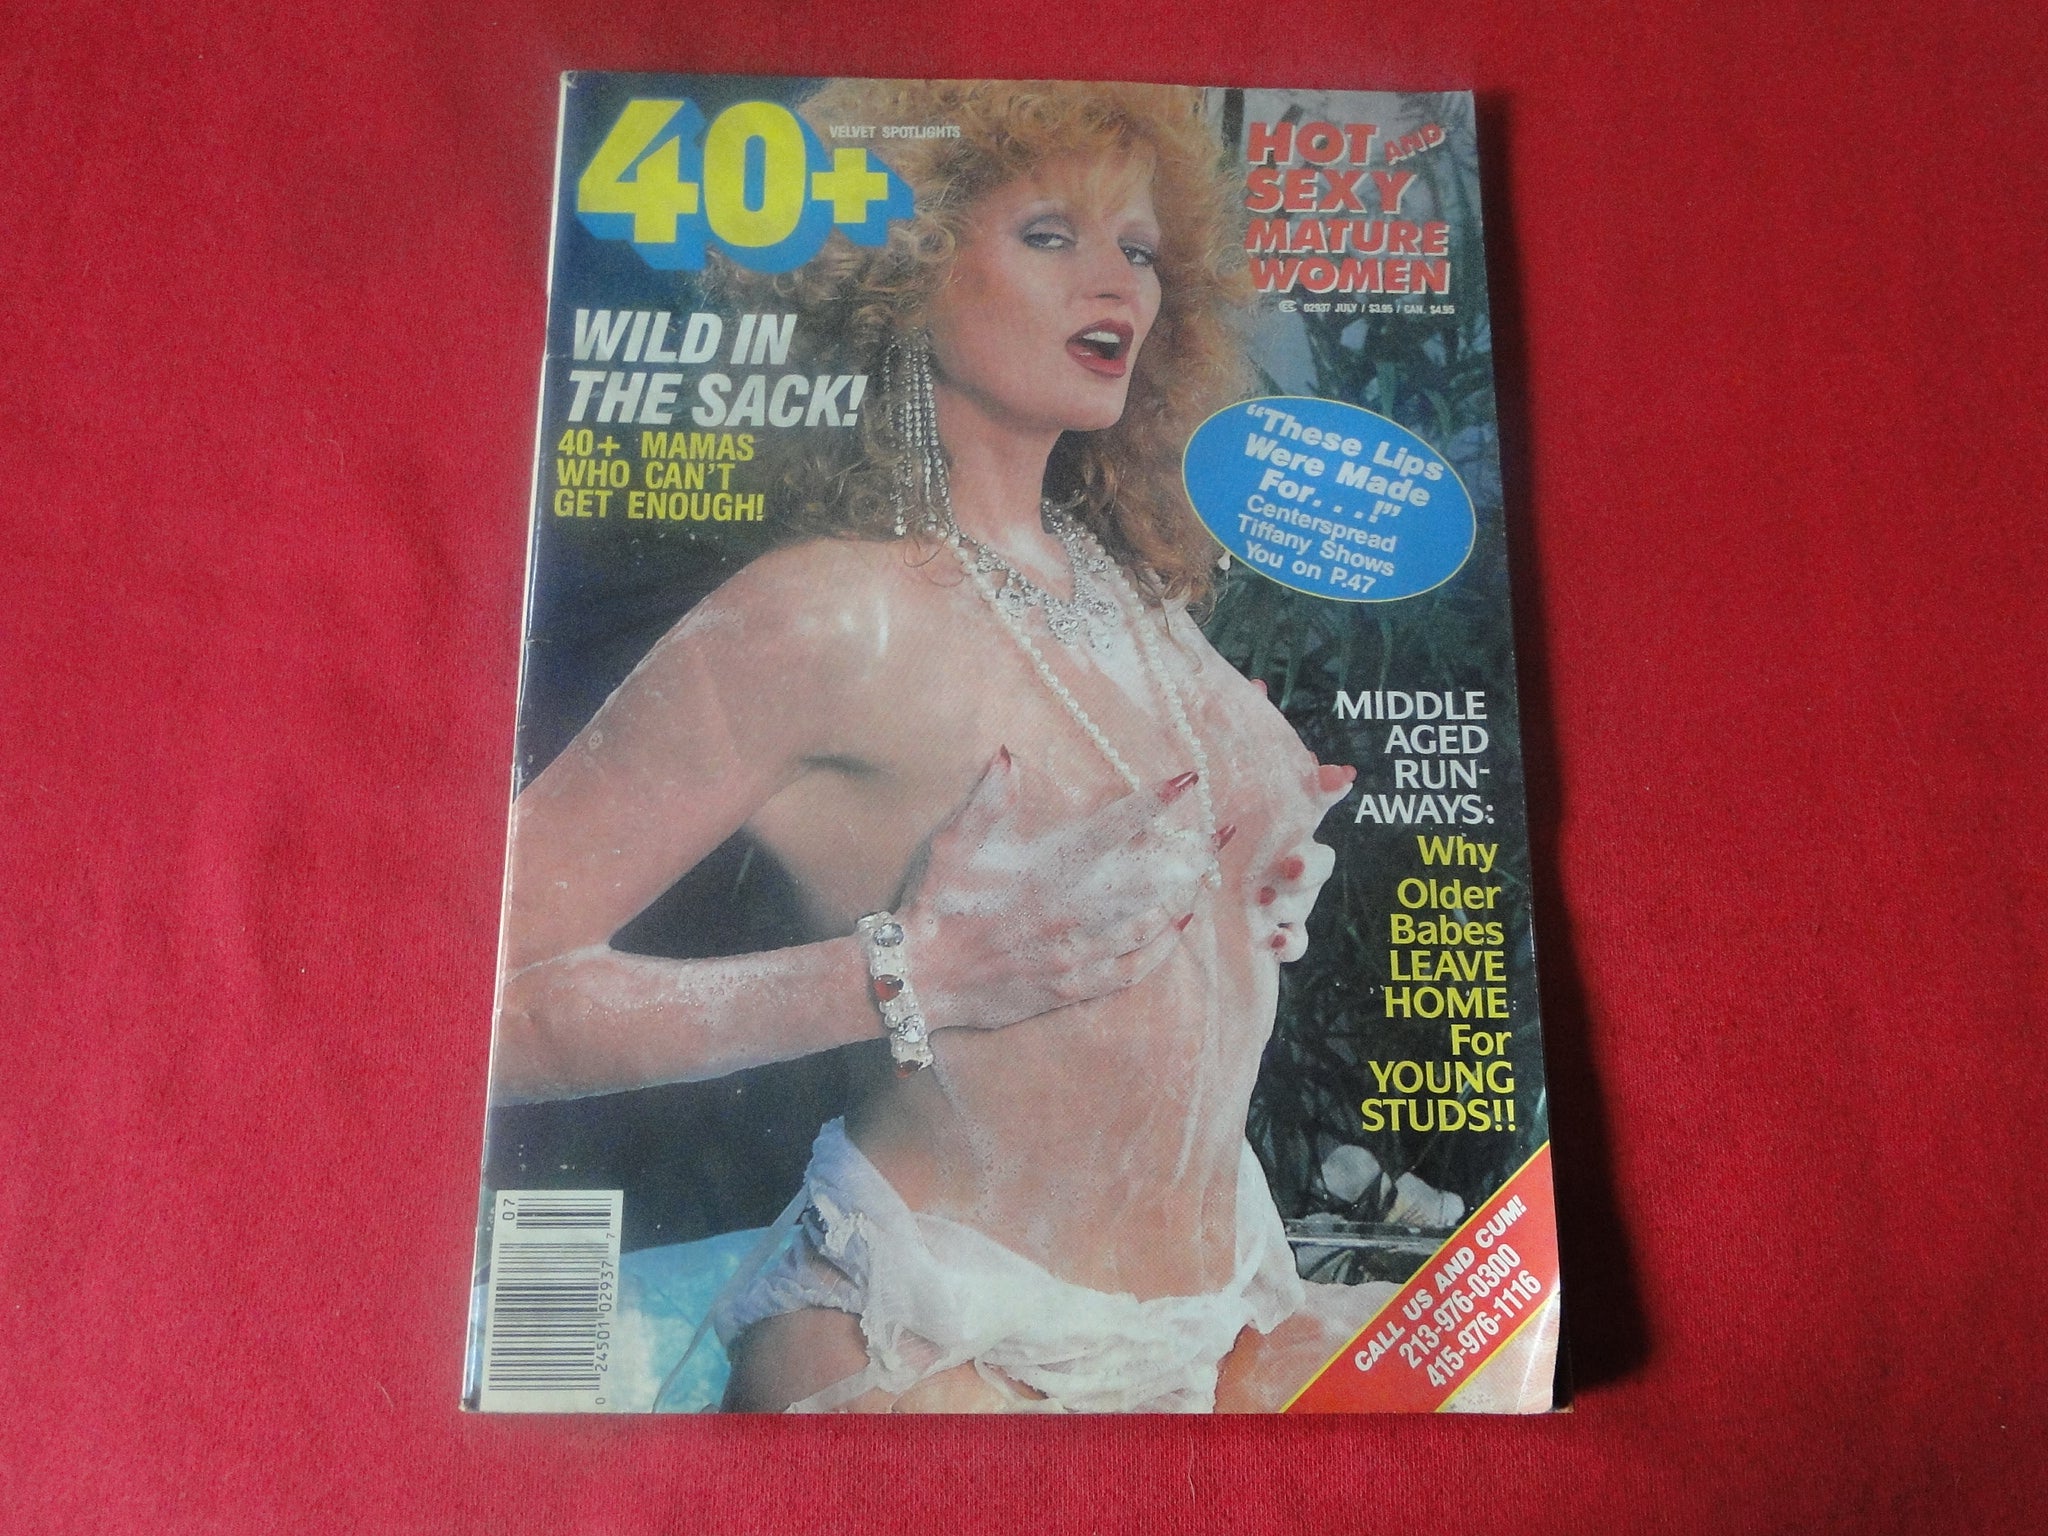 40+
VELVET SPOTLIGHTS
HOT AND
SEXY
MATURE
WOMEN
02937 JULY / $3.95 / CAN. $4.95
WILD IN
THE SACK!
40+ MAMAS
WHO CAN'T
GET ENOUGH!
"These Lips
Were Made
For. . .!"
Centerspread
Tiffany Shows
You on P.47
MIDDLE
AGED
RUN-
AWAYS:
Why
Older
Babes
LEAVE
HOME
For
YOUNG
STUDS!!
CALL US AND CUM!
213-976-0300
415-976-1116
07
0 24501 02937 7